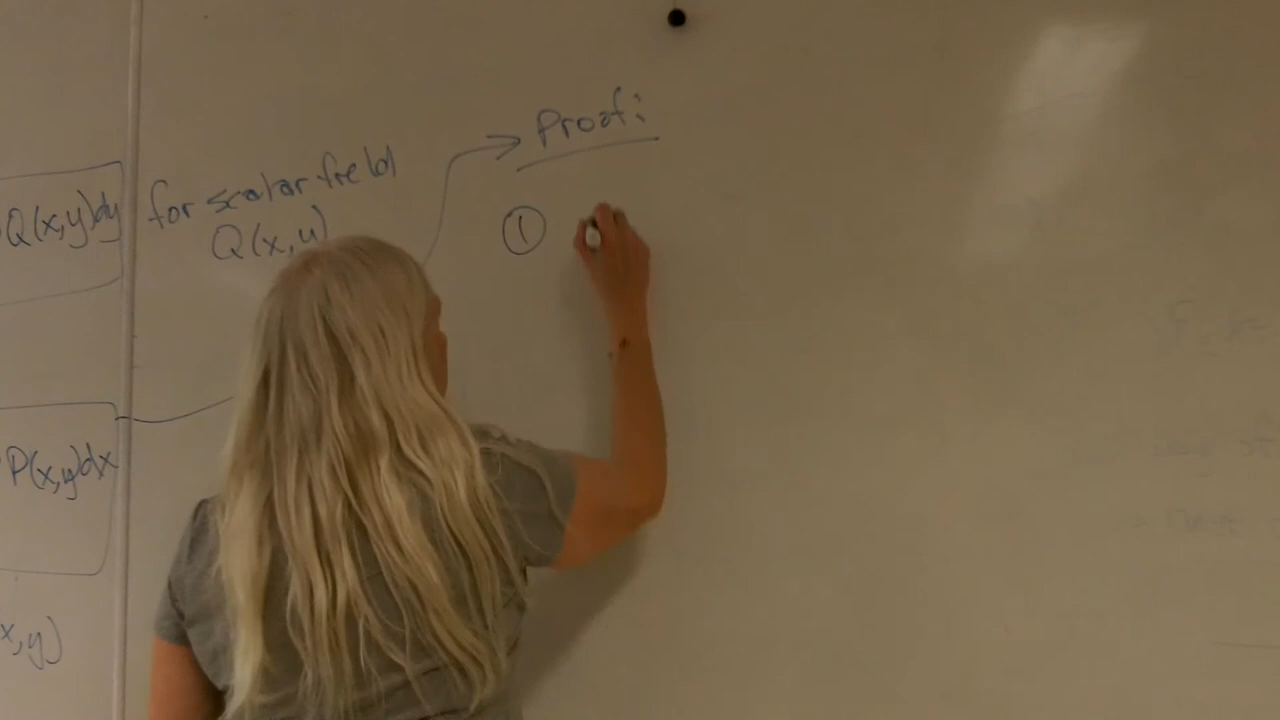 Proof:
Q(x,y)dy for scalar field
Q(x,y)
①
P(x,y)dx
x,y)